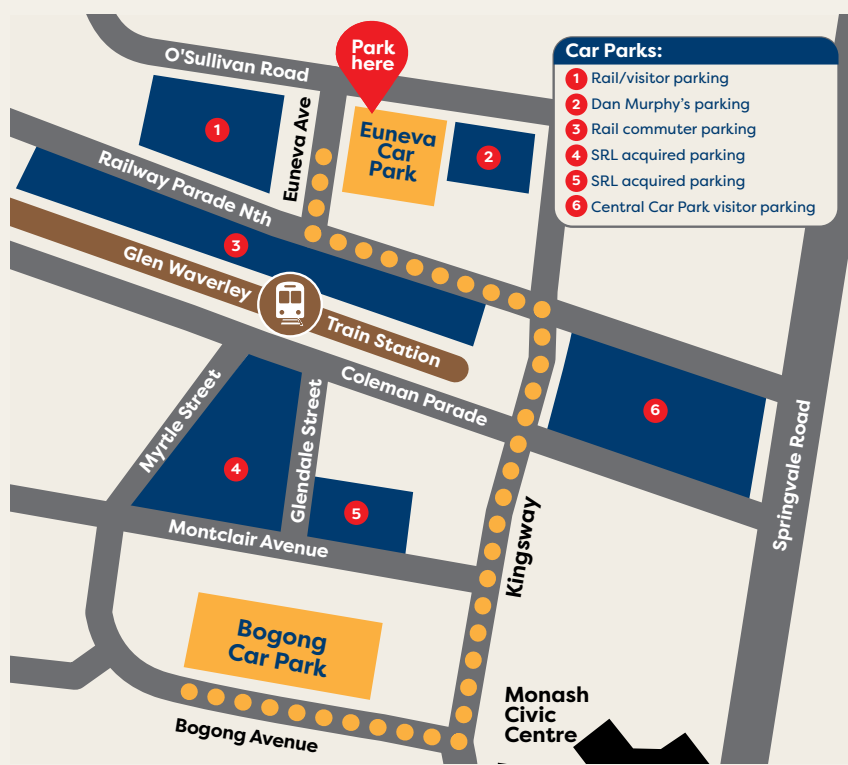 O'Sullivan Road
Park
here
Car Parks:
1 Rail/visitor parking
2 Dan Murphy's parking
3 Rail commuter parking
4 SRL acquired parking
5 SRL acquired parking
6 Central Car Park visitor parking
1
Euneva Ave
Euneva
Car
Park
2
Railway Parade Nth
3
Glen Waverley
Train Station
Coleman Parade
Myrtle Street
Glendale Street
4
5
6
Springvale Road
Montclair Avenue
Kingsway
Bogong
Car Park
Bogong Avenue
Monash
Civic
Centre